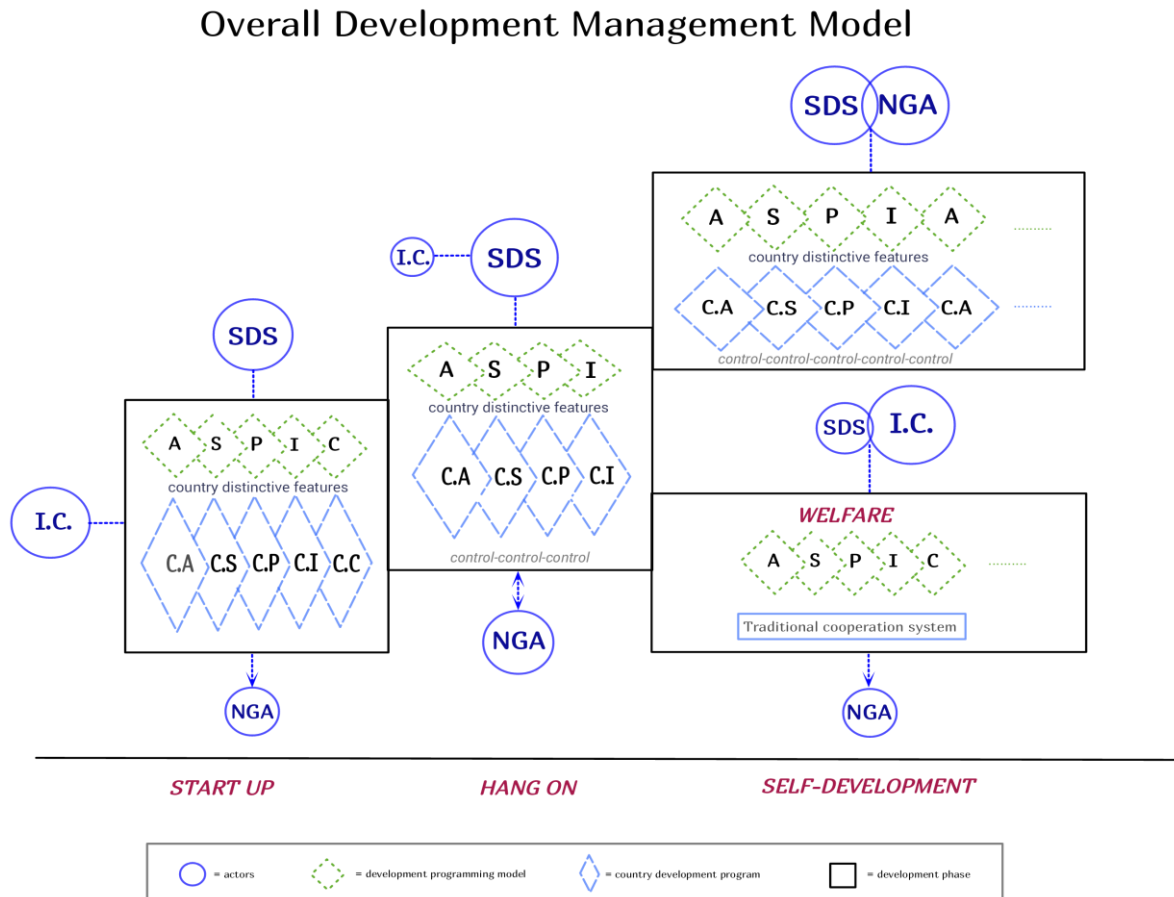 Overall Development Management Model
SDS NGA
A S P I A ..........
country distinctive features
C.A C.S C.P C.I C.A ..........
control-control-control-control-control
I.C. SDS
A S P I
country distinctive features
C.A C.S C.P C.I
control-control-control
NGA
SDS
A S P I C
country distinctive features
I.C.
C.A C.S C.P C.I C.C
NGA
SDS I.C.
WELFARE
A S P I C ..........
Traditional cooperation system
NGA
START UP HANG ON SELF-DEVELOPMENT
= actors = development programming model = country development program = development phase